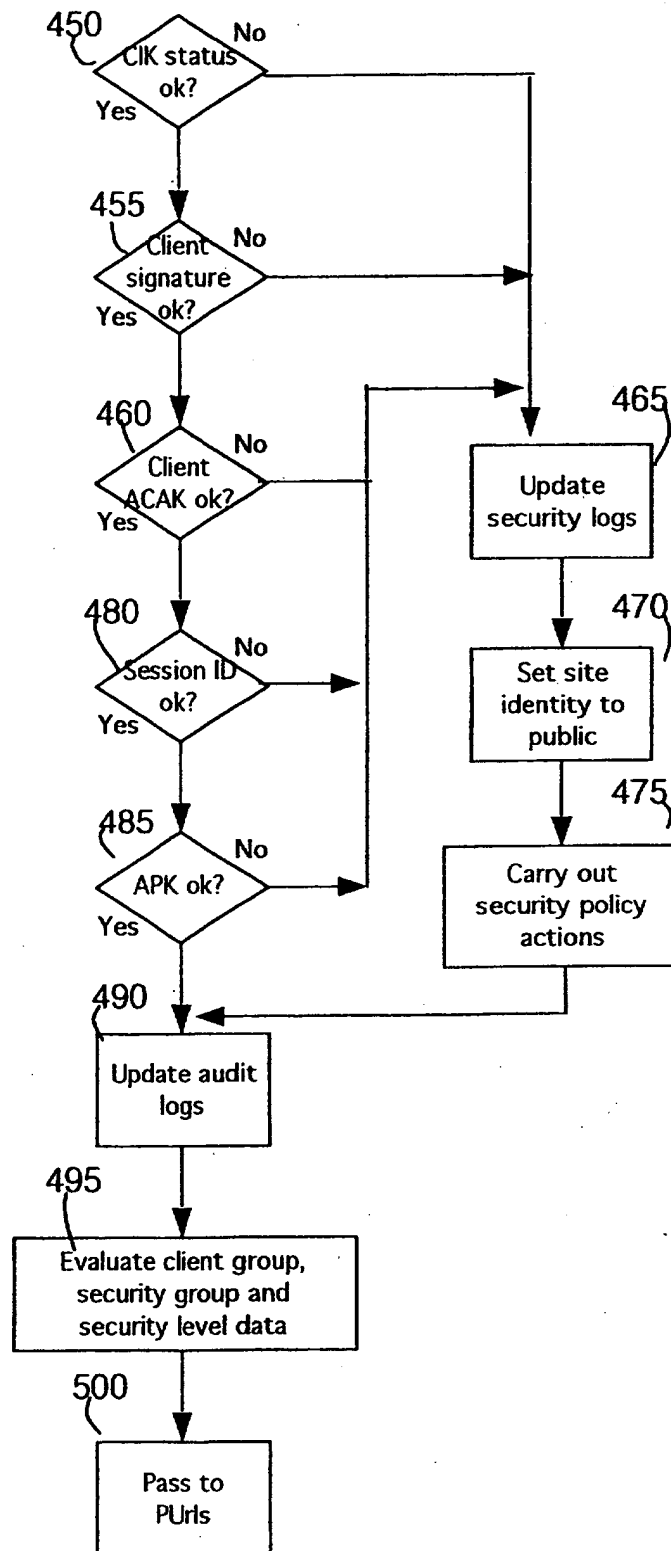 450
No
CIK status
ok?
Yes
455
No
Client
signature
ok?
Yes
460
No
Client
ACAK ok?
Yes
465
Update
security logs
480
No
Session ID
ok?
Yes
470
Set site
identity to
public
485
No
APK ok?
Yes
475
Carry out
security policy
actions
490
Update audit
logs
495
Evaluate client group,
security group and
security level data
500
Pass to
PUrls